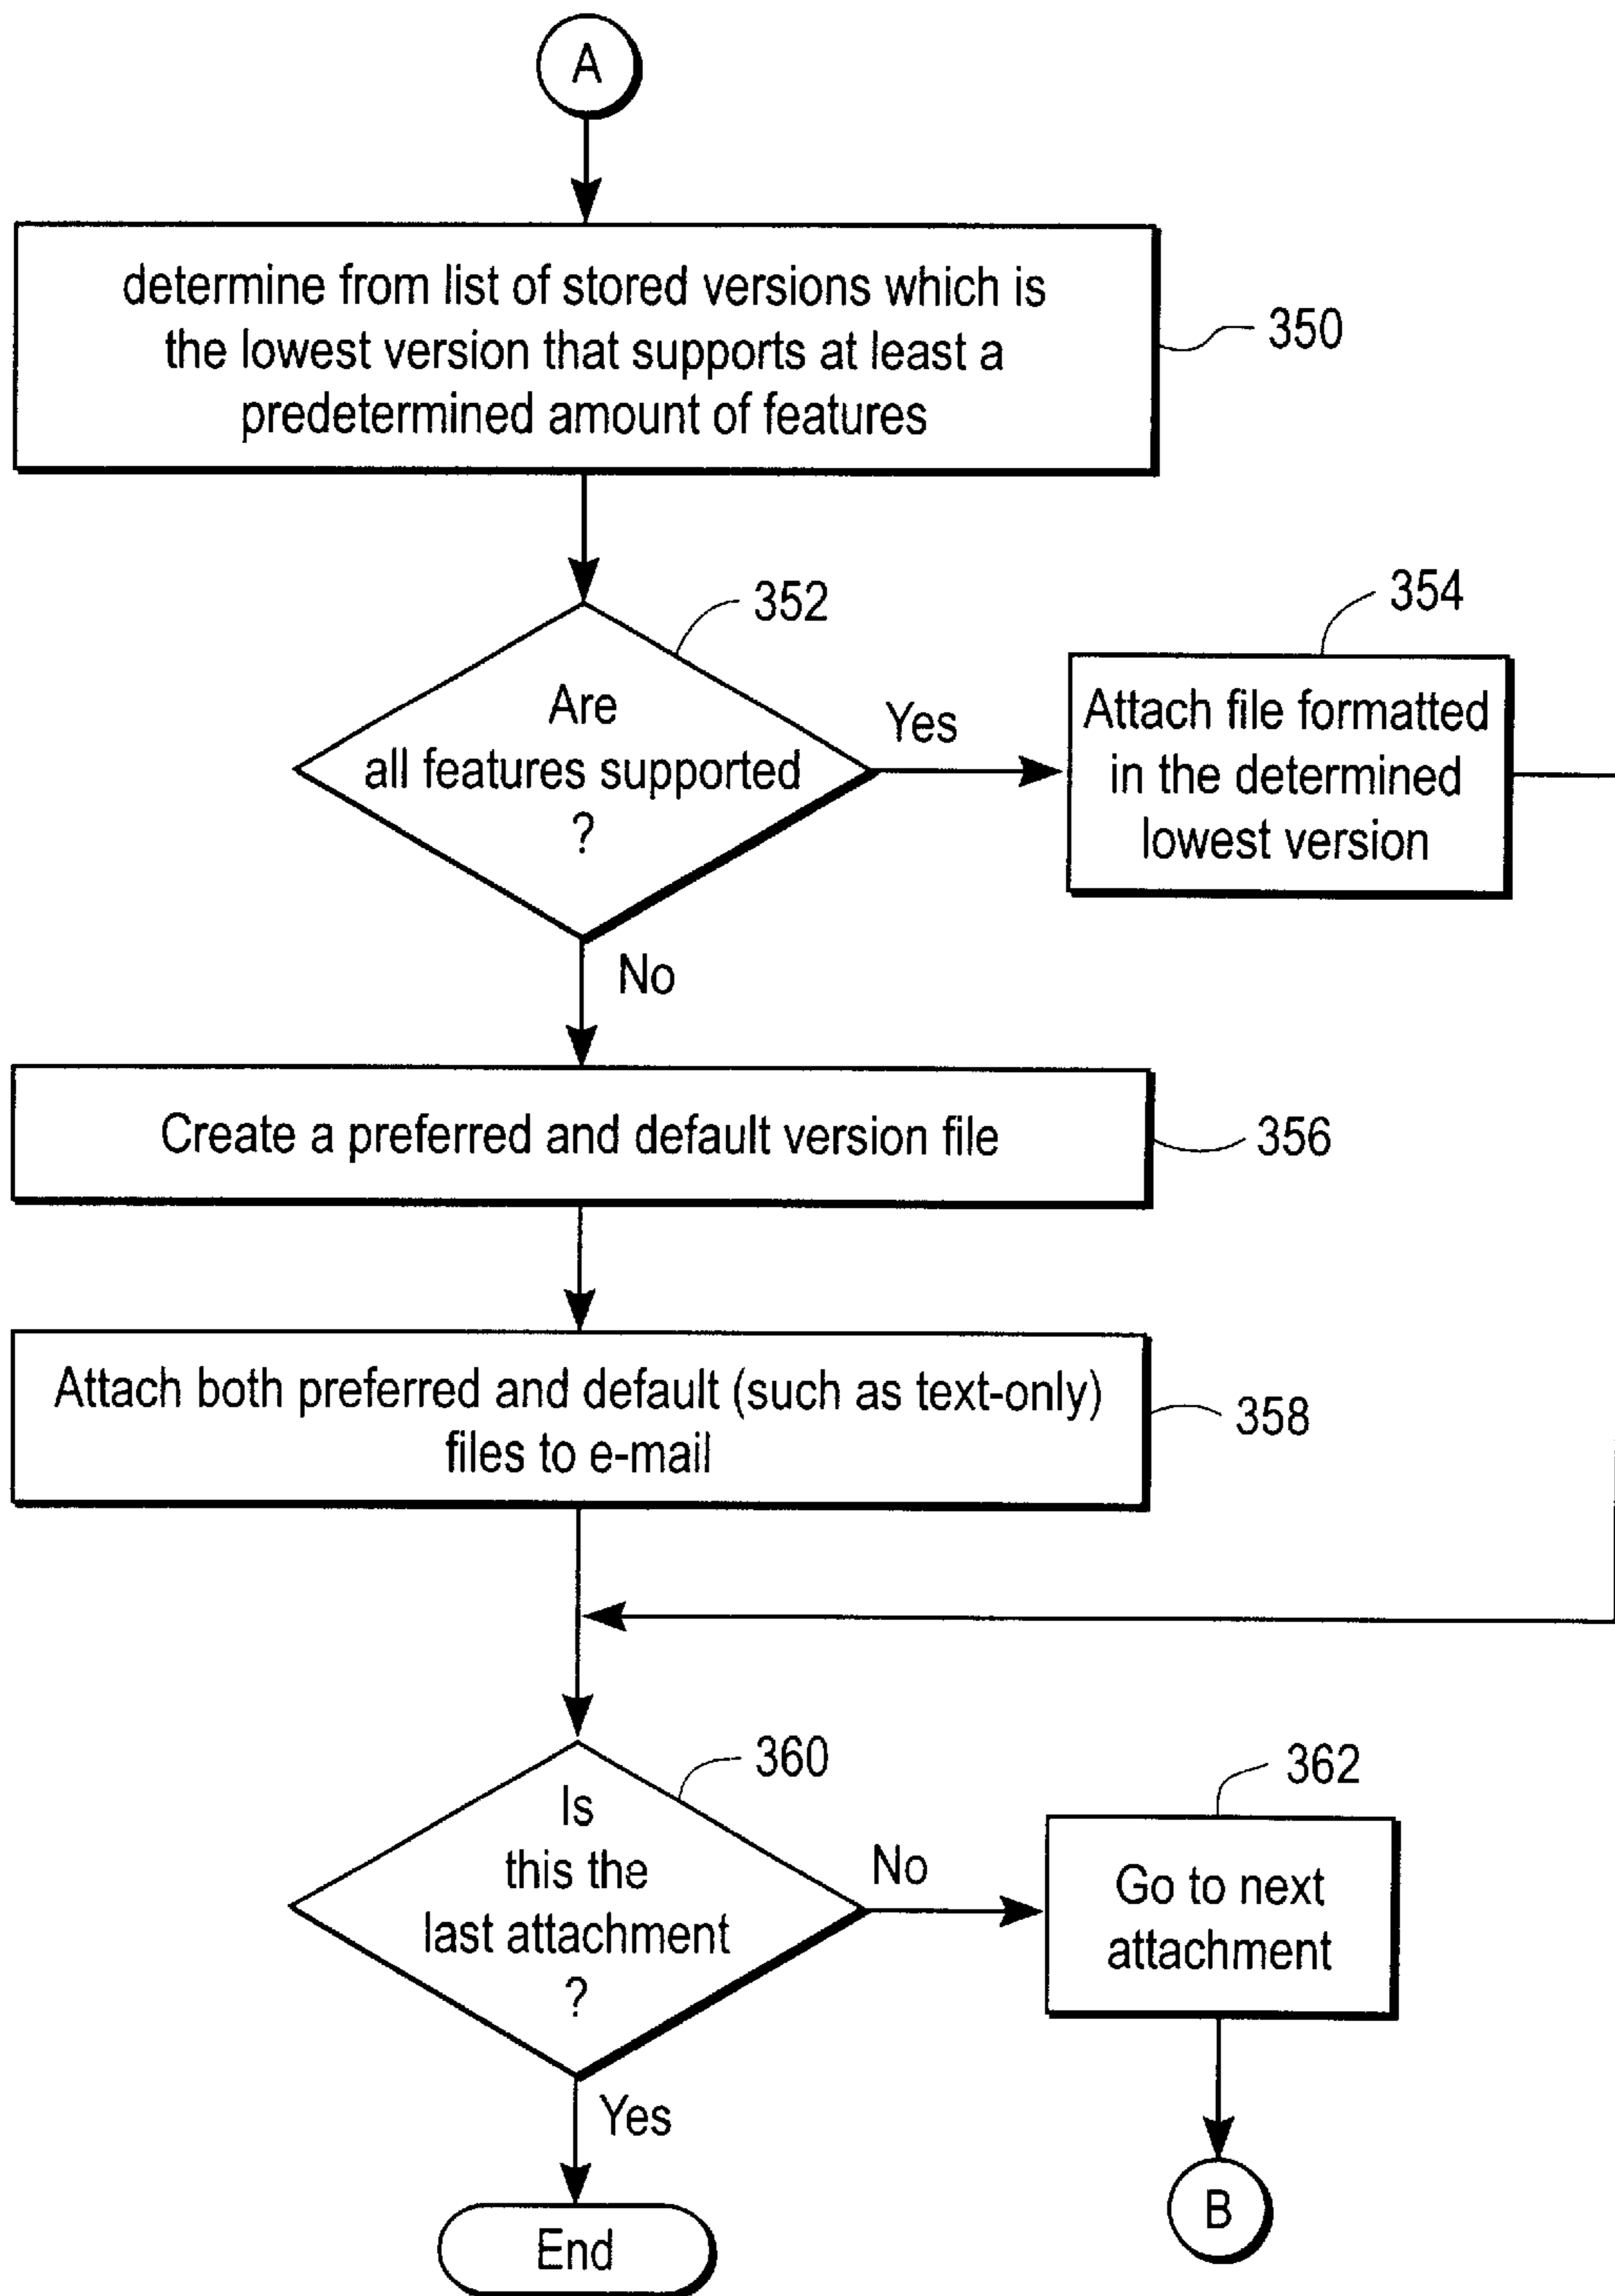 A
determine from list of stored versions which is
the lowest version that supports at least a
predetermined amount of features
350
352
Are
all features supported
?
Yes
354
Attach file formatted
in the determined
lowest version
No
Create a preferred and default version file
356
Attach both preferred and default (such as text-only)
files to e-mail
358
360
Is
this the
last attachment
?
No
362
Go to next
attachment
Yes
End
B